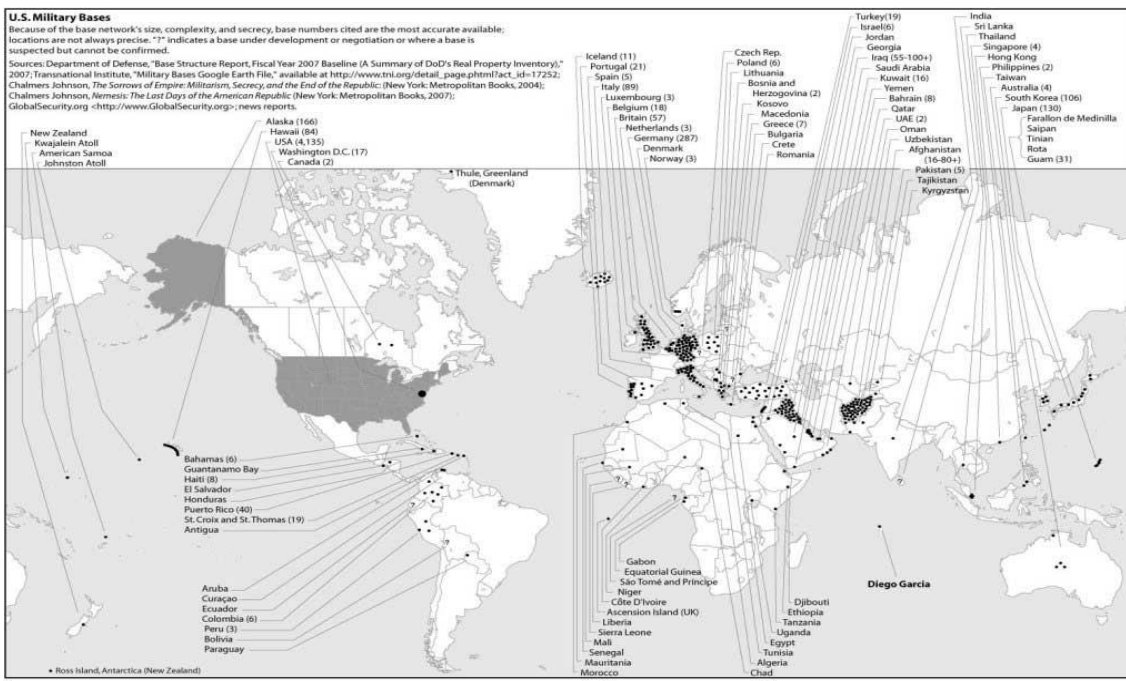 U.S. Military Bases
Because of the base network's size, complexity, and secrecy, base numbers cited are the most accurate available;
locations are not always precise. "?" indicates a base under development or negotiation or where a base is
suspected but cannot be confirmed.
Sources: Department of Defense, "Base Structure Report, Fiscal Year 2007 Baseline (A Summary of DoD's Real Property Inventory),"
2007; Transnational Institute, "Military Bases Google Earth File," available at http://www.tni.org/detail_page.phtml?act_id=17252;
Chalmers Johnson, The Sorrows of Empire: Militarism, Secrecy, and the End of the Republic: (New York: Metropolitan Books, 2004);
Chalmers Johnson, Nemesis: The Last Days of the American Republic (New York: Metropolitan Books, 2007);
GlobalSecurity.org <http://www.GlobalSecurity.org>; news reports.
New Zealand
Kwajalein Atoll
American Samoa
Johnston Atoll
Alaska (166)
Hawaii (84)
USA (4,135)
Washington D.C. (17)
Canada (2)
Thule, Greenland
(Denmark)
Iceland (11)
Portugal (21)
Spain (5)
Italy (89)
Luxembourg (3)
Belgium (18)
Britain (57)
Netherlands (3)
Germany (287)
Denmark
Norway (3)
Czech Rep.
Poland (6)
Lithuania
Bosnia and
Herzogovina (2)
Kosovo
Macedonia
Greece (7)
Bulgaria
Crete
Romania
Turkey(19)
Israel(6)
Jordan
Georgia
Iraq (55-100+)
Saudi Arabia
Kuwait (16)
Yemen
Bahrain (8)
Qatar
UAE (2)
Oman
Uzbekistan
Afghanistan
(16-80+)
Pakistan (5)
Tajikistan
Kyrgyzstan
India
Sri Lanka
Thailand
Singapore (4)
Hong Kong
Philippines (2)
Taiwan
Australia (4)
South Korea (106)
Japan (130)
Farallon de Medinilla
Saipan
Tinian
Rota
Guam (31)
Bahamas (6)
Guantanamo Bay
Haiti (8)
El Salvador
Honduras
Puerto Rico (40)
St. Croix and St. Thomas (19)
Antigua
Aruba
Curaçao
Ecuador
Colombia (6)
Peru (3)
Bolivia
Paraguay
Ross Island, Antarctica (New Zealand)
Gabon
Equatorial Guinea
São Tomé and Príncipe
Niger
Côte D'Ivoire
Ascension Island (UK)
Liberia
Sierra Leone
Mali
Senegal
Mauritania
Morocco
Djibouti
Ethiopia
Tanzania
Uganda
Egypt
Tunisia
Algeria
Chad
Diego Garcia
?
?
?
?
?
?
?